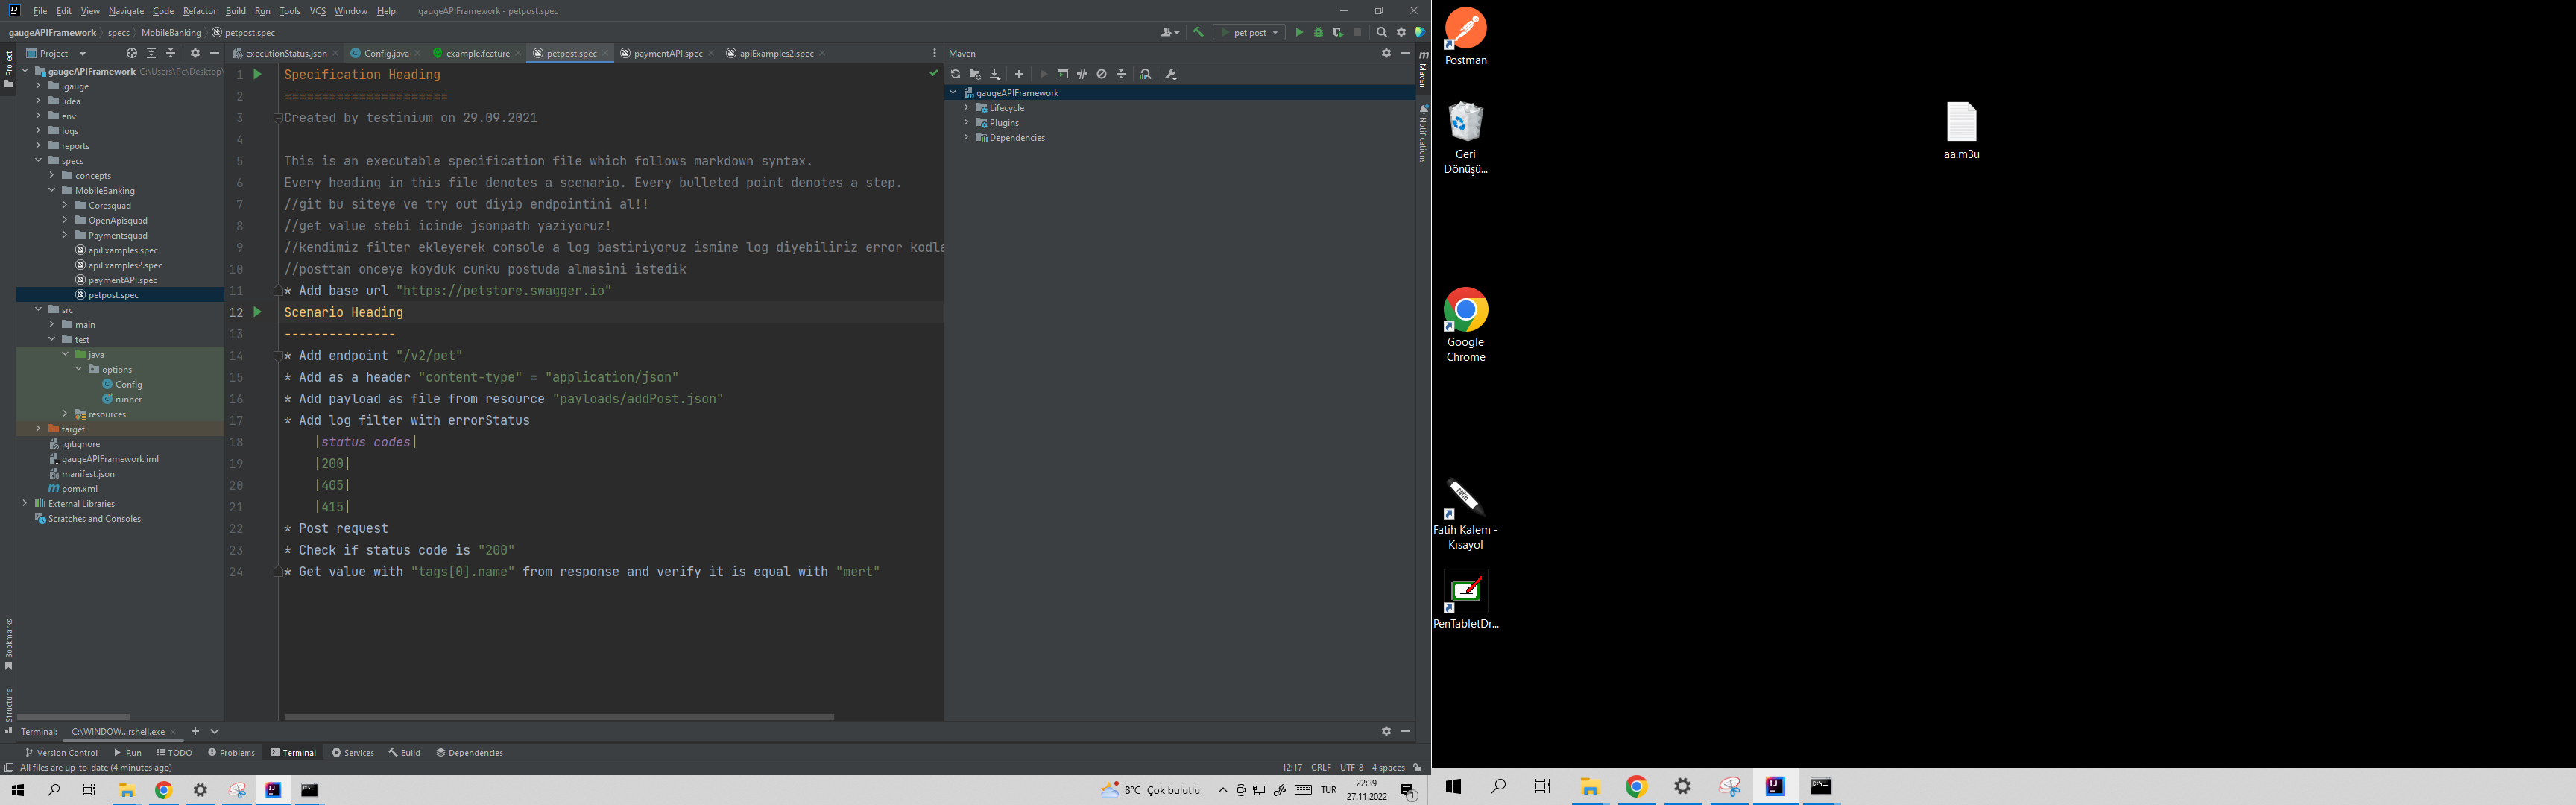 File Edit View Navigate Code Refactor Build Run Tools VCS Window Help gaugeAPIFramework - petpost.spec
gaugeAPIFramework specs MobileBanking petpost.spec
pet post
Project
executionStatus.json Config.java example.feature petpost.spec paymentAPI.spec apiExamples2.spec
Maven
Project
gaugeAPIFramework C:\Users\Pc\Desktop\
.gauge
.idea
env
logs
reports
specs
concepts
MobileBanking
Coresquad
OpenApisquad
Paymentsquad
apiExamples.spec
apiExamples2.spec
paymentAPI.spec
petpost.spec
src
main
test
java
options
Config
runner
resources
target
.gitignore
gaugeAPIFramework.iml
manifest.json
pom.xml
External Libraries
Scratches and Consoles
Bookmarks
Structure
1 Specification Heading
2 ======================
3 Created by testinium on 29.09.2021
4
5 This is an executable specification file which follows markdown syntax.
6 Every heading in this file denotes a scenario. Every bulleted point denotes a step.
7 //git bu siteye ve try out diyip endpointini al!!
8 //get value stebi icinde jsonpath yaziyoruz!
9 //kendimiz filter ekleyerek console a log bastiriyoruz ismine log diyebiliriz error kodla
10 //posttan onceye koyduk cunku postuda almasini istedik
11 * Add base url "https://petstore.swagger.io"
12 Scenario Heading
13 ---------------
14 * Add endpoint "/v2/pet"
15 * Add as a header "content-type" = "application/json"
16 * Add payload as file from resource "payloads/addPost.json"
17 * Add log filter with errorStatus
18 |status codes|
19 |200|
20 |405|
21 |415|
22 * Post request
23 * Check if status code is "200"
24 * Get value with "tags[0].name" from response and verify it is equal with "mert"
gaugeAPIFramework
Lifecycle
Plugins
Dependencies
Maven
Notifications
Terminal: C:\WINDOW...rshell.exe
Version Control Run TODO Problems Terminal Services Build Dependencies
All files are up-to-date (4 minutes ago)
12:17 CRLF UTF-8 4 spaces
8°C Çok bulutlu
TUR
22:39
27.11.2022
1
Postman
Geri
Dönüşü...
aa.m3u
Google
Chrome
fatih
Fatih Kalem -
Kısayol
PenTabletDr...